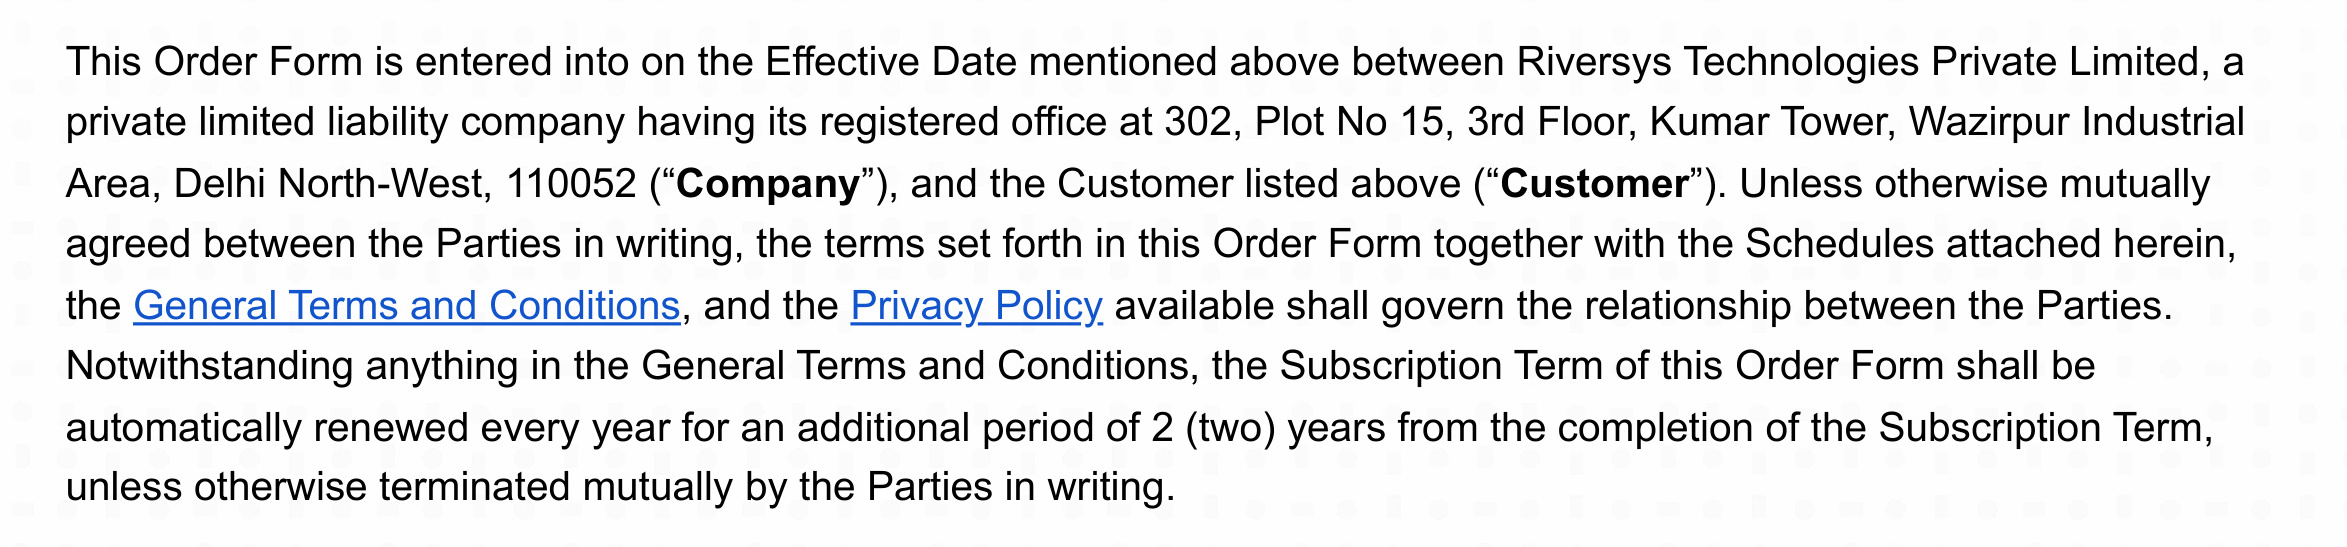 This Order Form is entered into on the Effective Date mentioned above between Riversys Technologies Private Limited, a
private limited liability company having its registered office at 302, Plot No 15, 3rd Floor, Kumar Tower, Wazirpur Industrial
Area, Delhi North-West, 110052 (“Company”), and the Customer listed above (“Customer”). Unless otherwise mutually
agreed between the Parties in writing, the terms set forth in this Order Form together with the Schedules attached herein,
the General Terms and Conditions, and the Privacy Policy available shall govern the relationship between the Parties.
Notwithstanding anything in the General Terms and Conditions, the Subscription Term of this Order Form shall be
automatically renewed every year for an additional period of 2 (two) years from the completion of the Subscription Term,
unless otherwise terminated mutually by the Parties in writing.